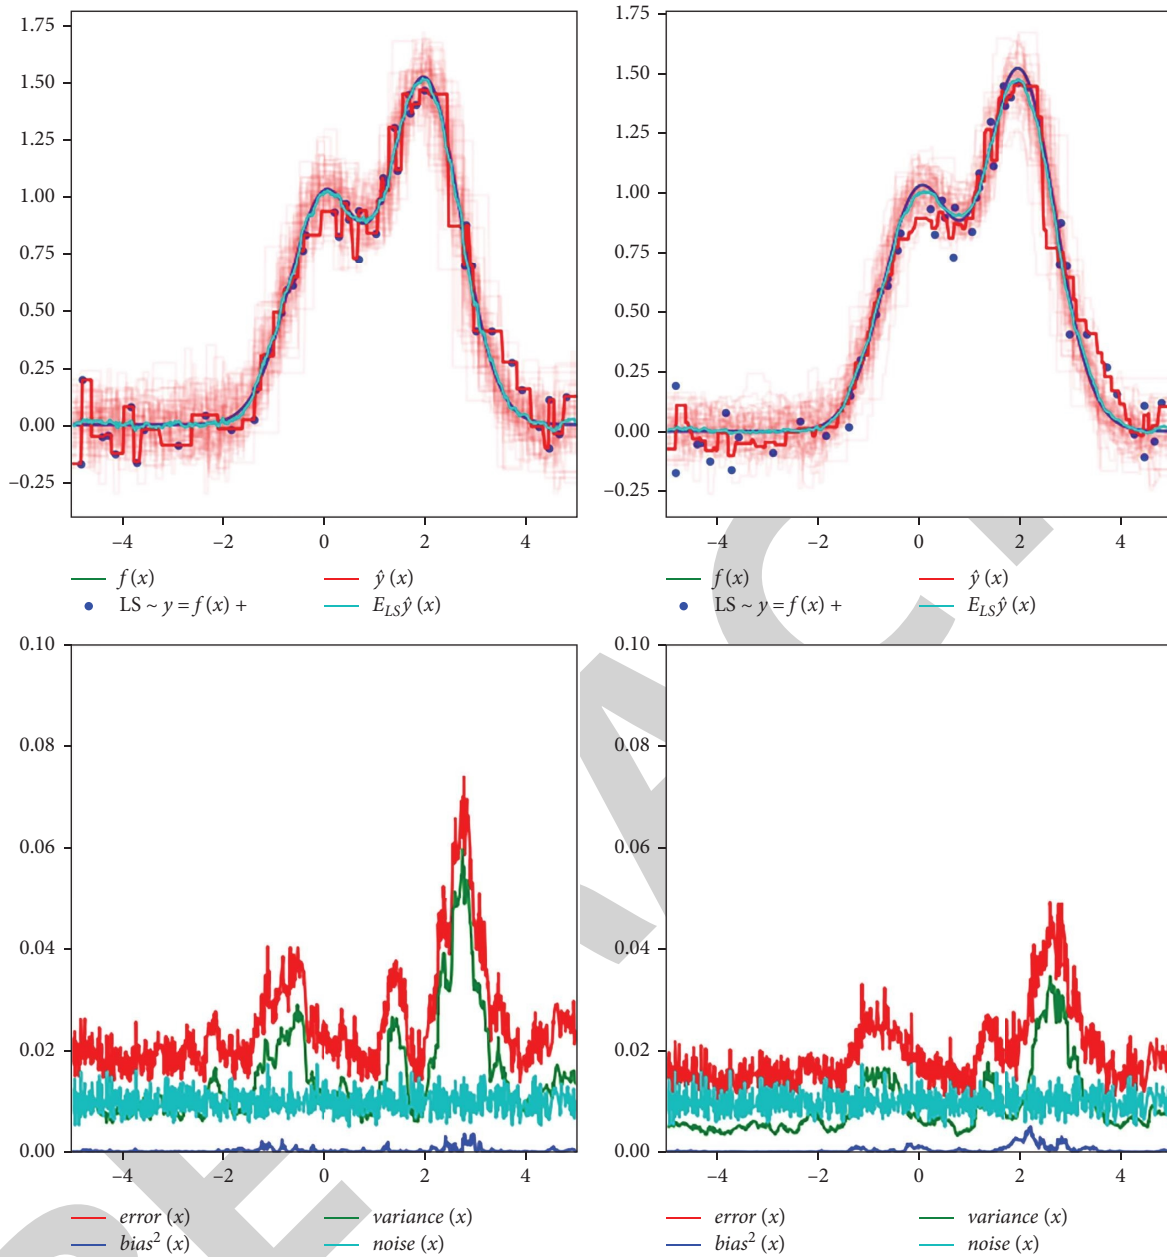 1.75
1.50
1.25
1.00
0.75
0.50
0.25
0.00
−0.25
−4 −2 0 2 4
f (x) ŷ (x)
LS ~ y = f(x) + E_LS ŷ (x)
1.75
1.50
1.25
1.00
0.75
0.50
0.25
0.00
−0.25
−4 −2 0 2 4
f (x) ŷ (x)
LS ~ y = f(x) + E_LS ŷ (x)
0.10
0.08
0.06
0.04
0.02
0.00
−4 −2 0 2 4
error (x) variance (x)
bias² (x) noise (x)
0.10
0.08
0.06
0.04
0.02
0.00
−4 −2 0 2 4
error (x) variance (x)
bias² (x) noise (x)